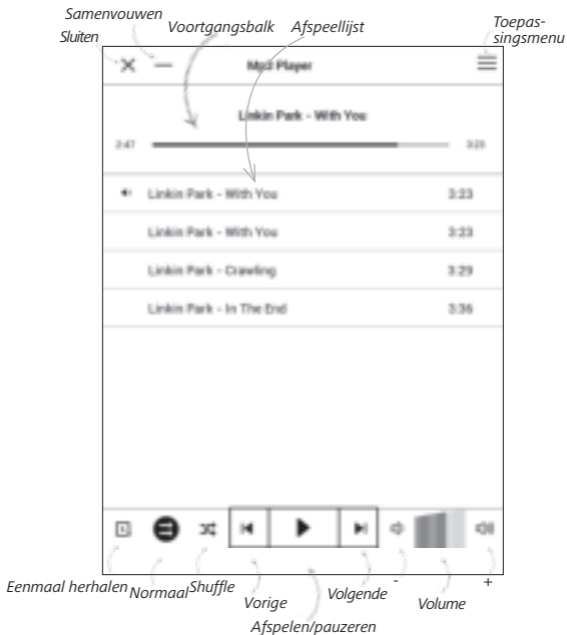 Samenvouwen
Sluiten
Voortgangsbalk
Afspeellijst
Toepas-
singsmenu
Mp3 Player
Linkin Park - With You
2:47
3:23
Linkin Park - With You 3:23
Linkin Park - With You 3:23
Linkin Park - Crawling 3:29
Linkin Park - In The End 3:36
Eenmaal herhalen
Normaal
Shuffle
Vorige
Afspelen/pauzeren
Volgende
-
Volume
+